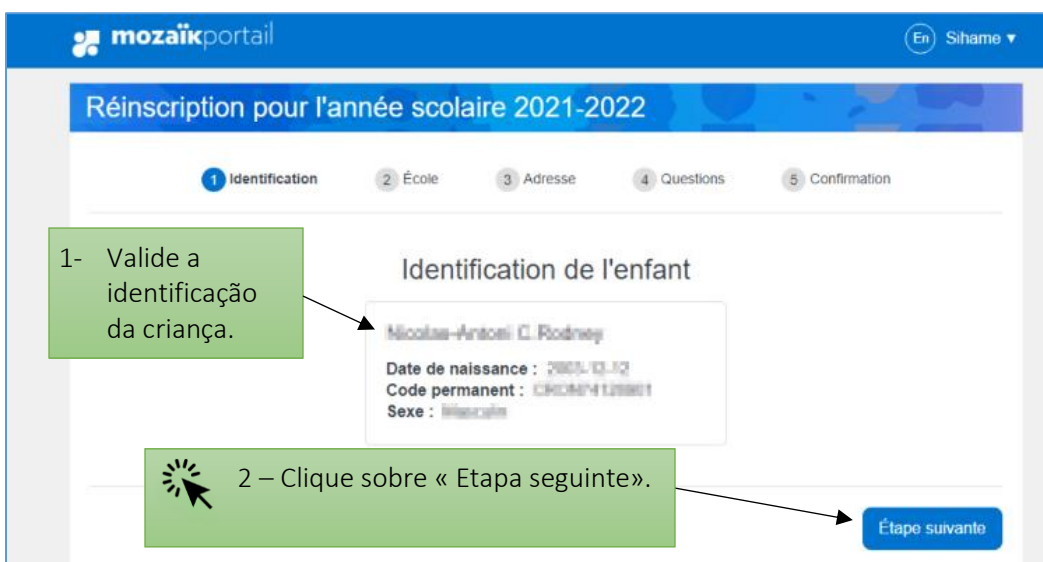 mozaïkportail
En Sihame ▼
Réinscription pour l'année scolaire 2021-2022
1 Identification 2 École 3 Adresse 4 Questions 5 Confirmation
1- Valide a
identificação
da criança.
Identification de l'enfant
Date de naissance :
Code permanent :
Sexe :
2 – Clique sobre « Etapa seguinte».
Étape suivante